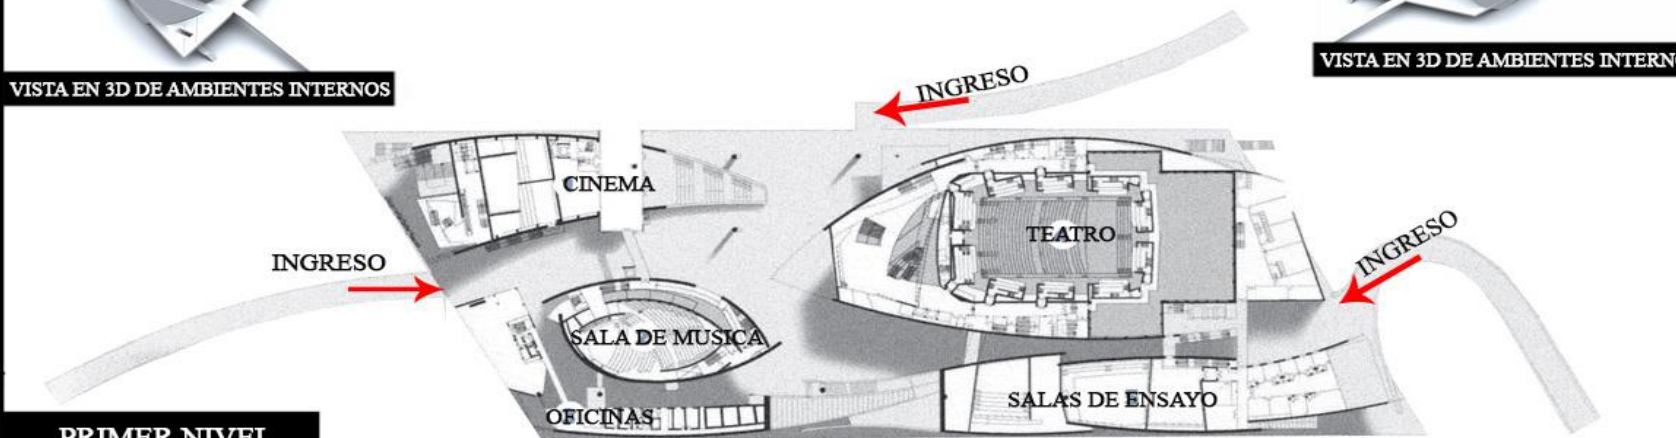 VISTA EN 3D DE AMBIENTES INTERNOS
VISTA EN 3D DE AMBIENTES INTERN
INGRESO
CINEMA
TEATRO
INGRESO
INGRESO
SALA DE MUSICA
SALAS DE ENSAYO
OFICINAS
PRIMER NIVEL